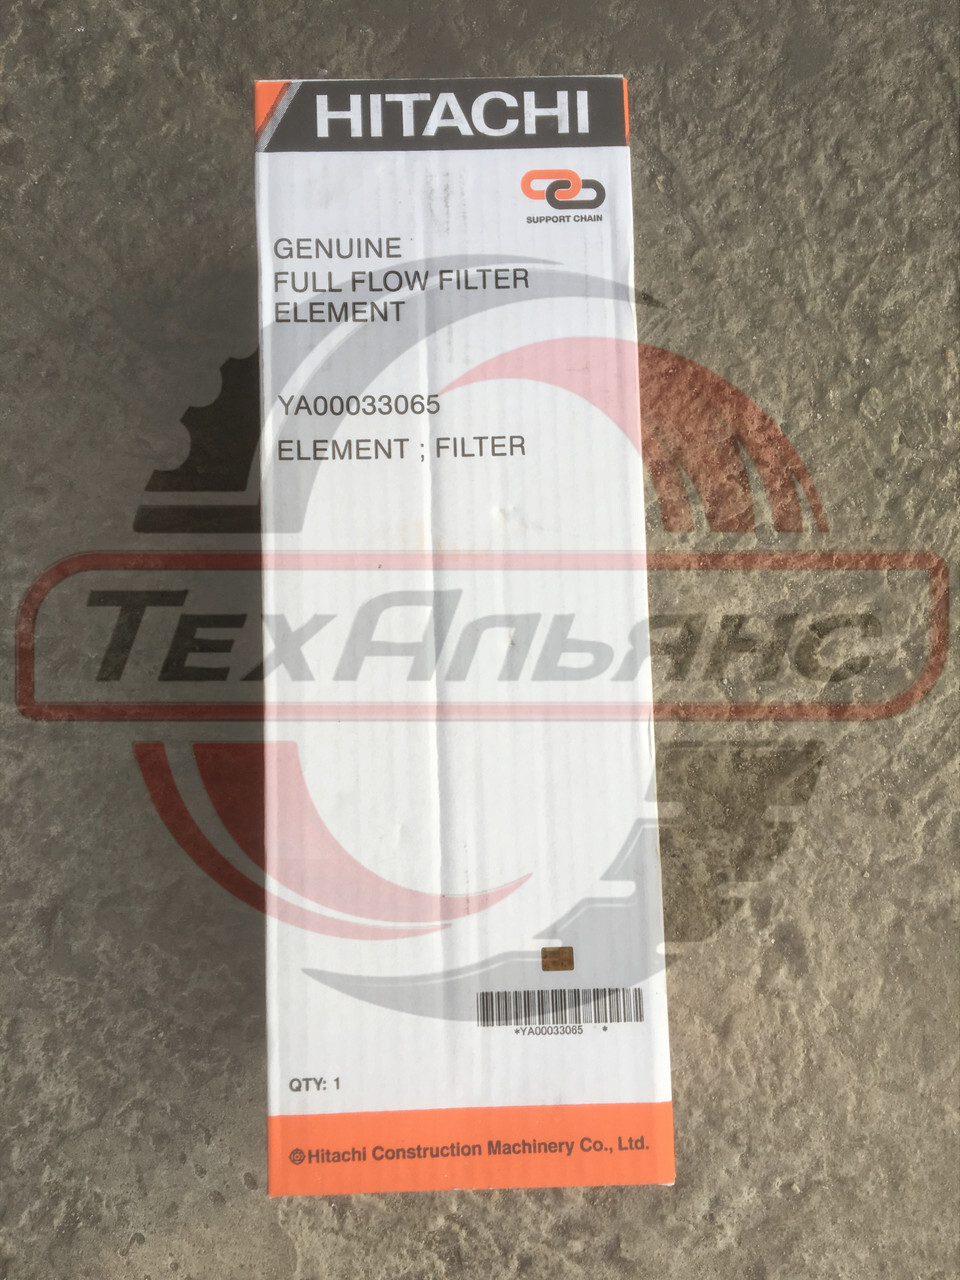 HITACHI
SUPPORT CHAIN
GENUINE
FULL FLOW FILTER
ELEMENT
YA00033065
ELEMENT ; FILTER
ТехАльянс
*YA00033065 *
QTY: 1
Hitachi Construction Machinery Co., Ltd.